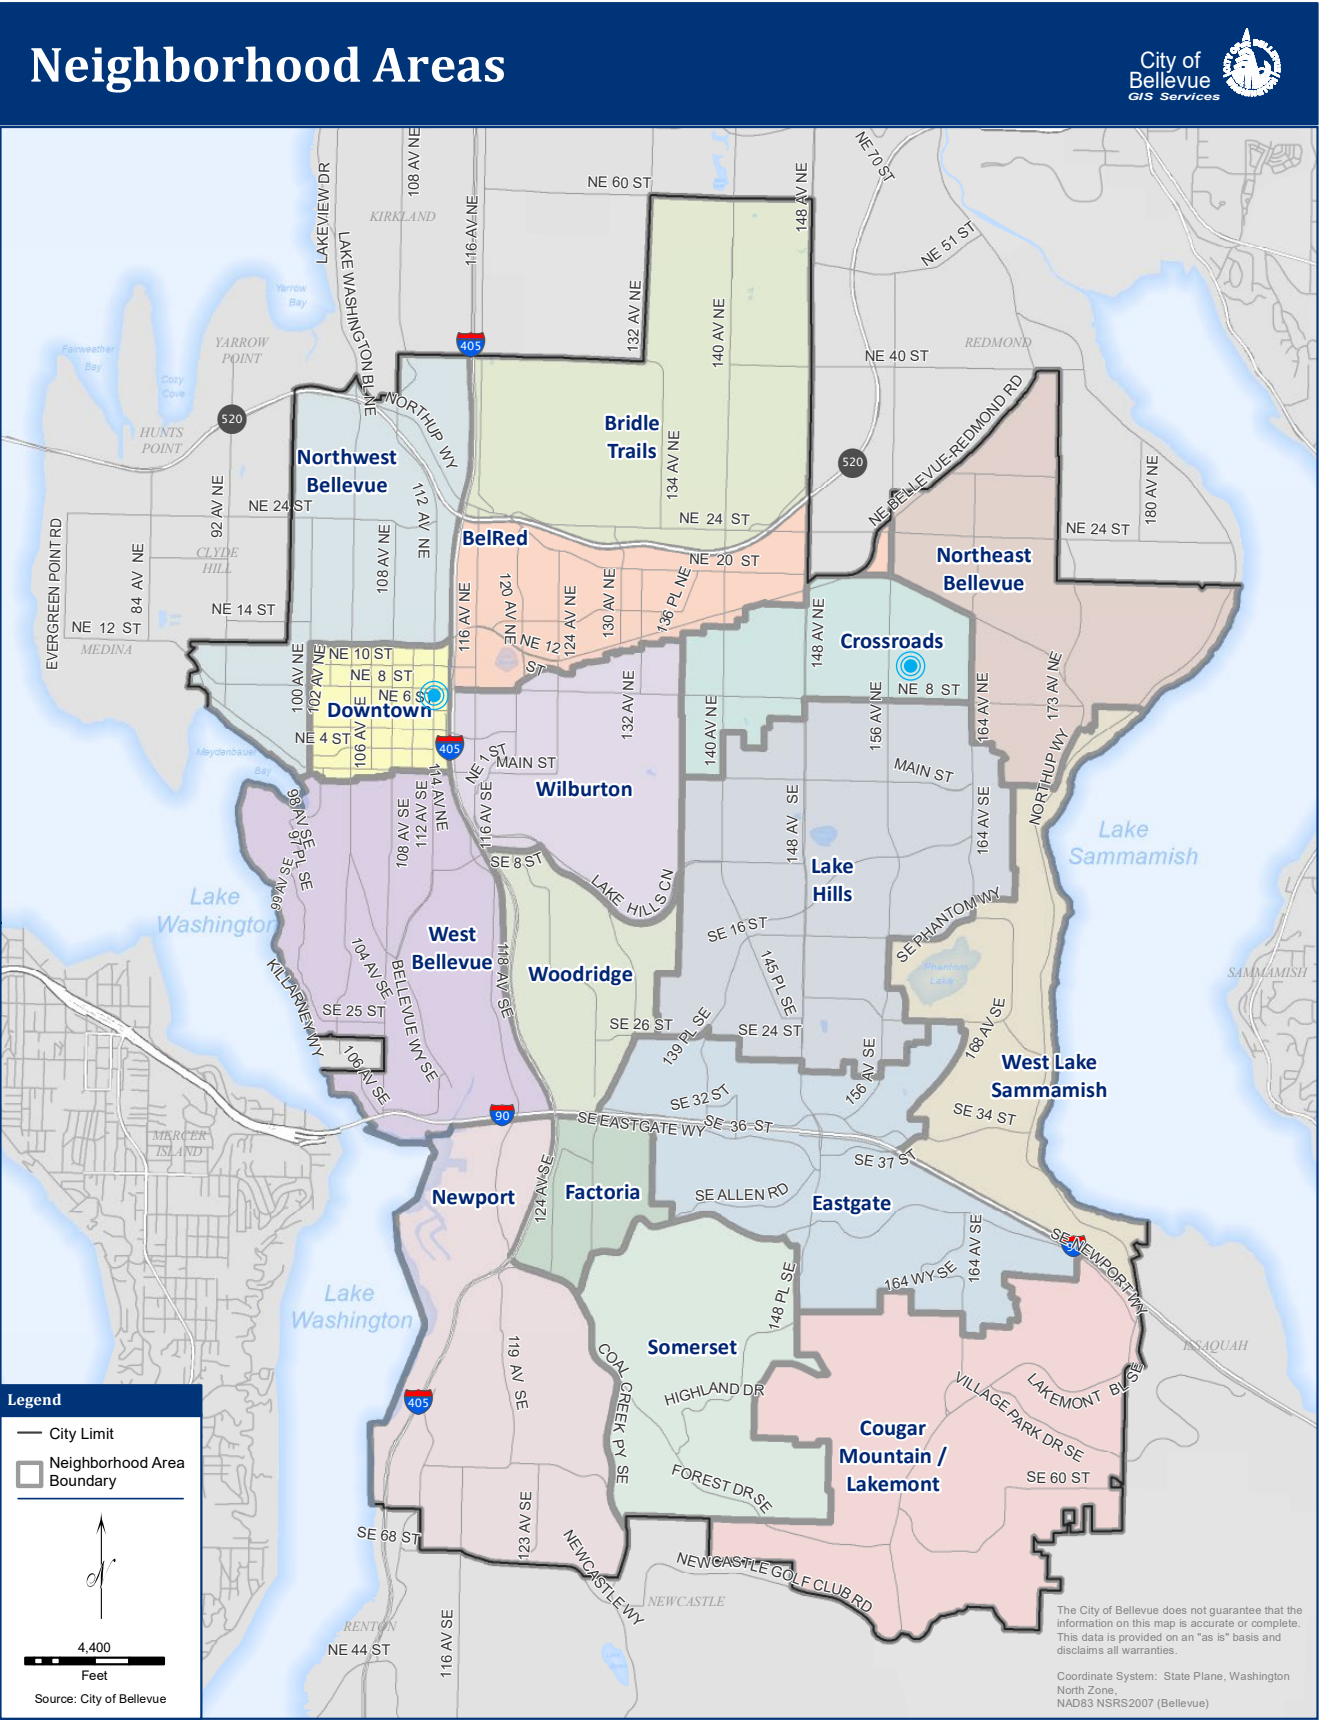 Neighborhood Areas
City of
Bellevue
GIS Services
NE 60 ST
NE 70 ST
108 AV NE
LAKEVIEW DR
KIRKLAND
116 AV NE
148 AV NE
NE 51 ST
LAKE WASHINGTON BL NE
Yarrow
Bay
132 AV NE
140 AV NE
405
YARROW
POINT
Fairweather
Bay
Cozy
Cove
NE 40 ST
REDMOND
520
HUNTS
POINT
NORTHUP WY
Bridle
Trails
134 AV NE
NE BELLEVUE-REDMOND RD
520
Northwest
Bellevue
92 AV NE
NE 24 ST
112 AV NE
NE 24 ST
180 AV NE
NE 24 ST
EVERGREEN POINT RD
84 AV NE
CLYDE
HILL
108 AV NE
BelRed
NE 20 ST
Northeast
Bellevue
NE 14 ST
NE 12 ST
MEDINA
116 AV NE
120 AV NE
124 AV NE
130 AV NE
136 PL NE
NE 12
ST
148 AV NE
Crossroads
NE 10 ST
NE 8 ST
NE 6 ST
100 AV NE
102 AV NE
Downtown
NE 4 ST
106 AV NE
132 AV NE
140 AV NE
156 AV NE
NE 8 ST
164 AV NE
173 AV NE
Meydenbauer
Bay
405
NE 1 ST
MAIN ST
MAIN ST
NORTHUP WY
Wilburton
114 AV NE
98 AV SE
97 PL SE
99 AV SE
108 AV SE
112 AV SE
116 AV SE
SE 8 ST
LAKE HILLS CN
148 AV SE
164 AV SE
Lake
Hills
Lake
Sammamish
Lake
Washington
West
Bellevue
SE 16 ST
SE PHANTOM WY
Phantom
Lake
118 AV SE
Woodridge
104 AV SE
BELLEVUE WY SE
KILLARNEY WY
145 PL SE
SAMMAMISH
SE 25 ST
SE 26 ST
139 PL SE
SE 24 ST
168 AV SE
106 AV SE
156 AV SE
West Lake
Sammamish
SE 32 ST
SE 34 ST
90
SE EASTGATE WY
SE 36 ST
MERCER
ISLAND
SE 37 ST
124 AV SE
Newport
Factoria
SE ALLEN RD
Eastgate
164 AV SE
90
SE NEWPORT WY
164 WY SE
148 PL SE
Lake
Washington
ISSAQUAH
Somerset
119 AV SE
COAL CREEK PY SE
HIGHLAND DR
VILLAGE PARK DR SE
LAKEMONT BL SE
405
Cougar
Mountain /
Lakemont
FOREST DR SE
SE 60 ST
123 AV SE
SE 68 ST
NEWCASTLE WY
NEWCASTLE GOLF CLUB RD
NEWCASTLE
RENTON
NE 44 ST
116 AV SE
Legend
City Limit
Neighborhood Area
Boundary
N
4,400
Feet
Source: City of Bellevue
The City of Bellevue does not guarantee that the
information on this map is accurate or complete.
This data is provided on an "as is" basis and
disclaims all warranties.
Coordinate System: State Plane, Washington
North Zone,
NAD83 NSRS2007 (Bellevue)